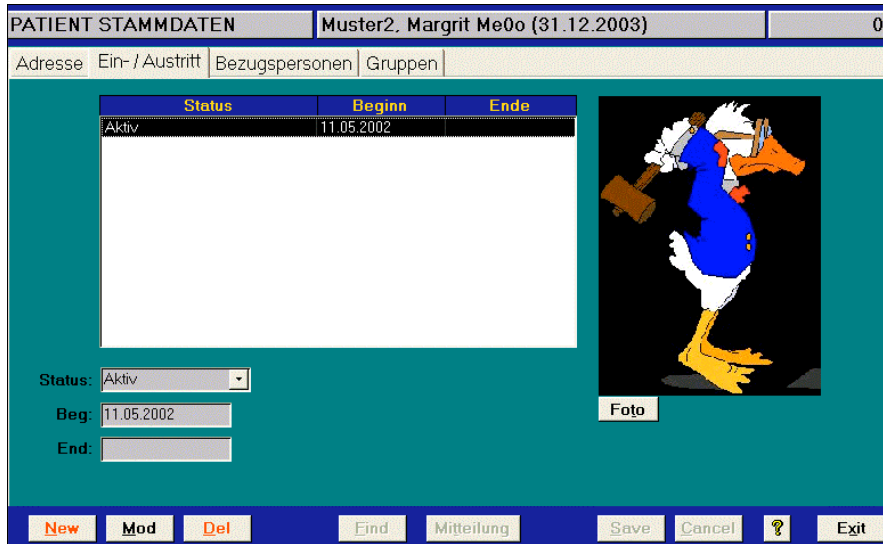 PATIENT STAMMDATEN Muster2, Margrit Me0o (31.12.2003) 0
Adresse Ein- / Austritt Bezugspersonen Gruppen
Status Beginn Ende
Aktiv 11.05.2002
Status: Aktiv
Beg: 11.05.2002
Foto
End:
New Mod Del Find Mitteilung Save Cancel ? Exit